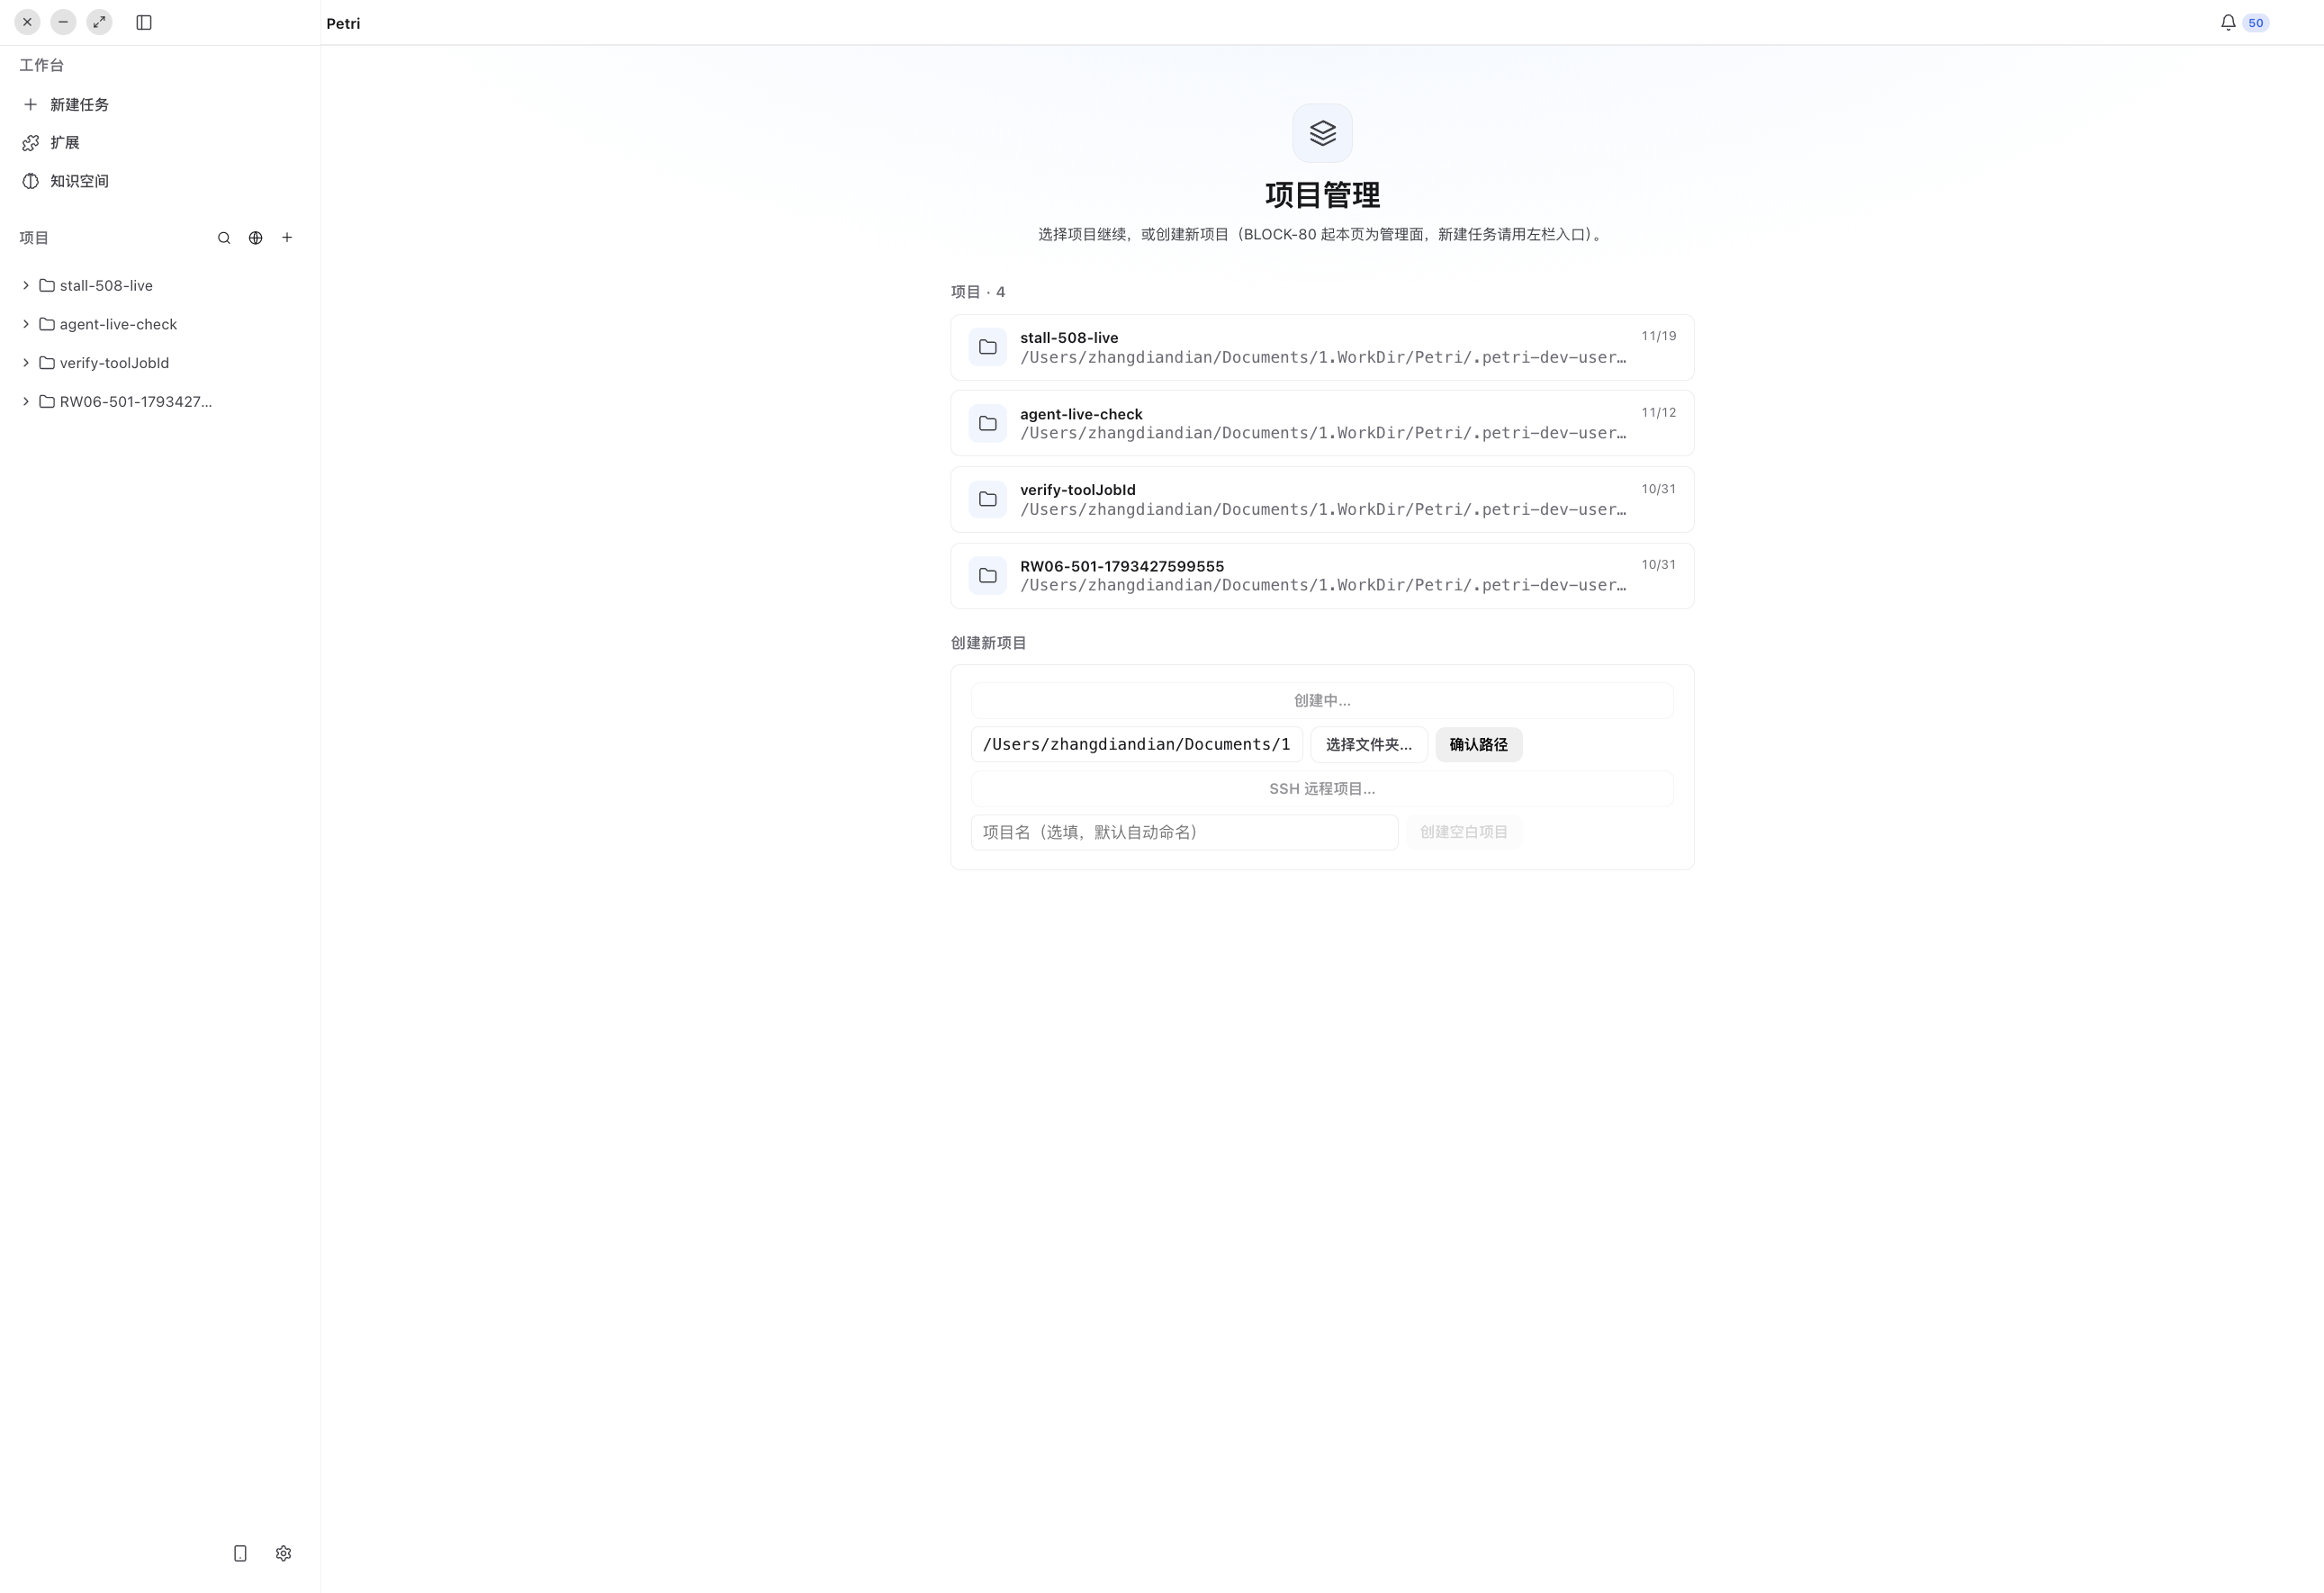 Petri
50
工作台
新建任务
扩展
知识空间
项目
stall-508-live
agent-live-check
verify-toolJobId
RW06-501-1793427...
项目管理
选择项目继续，或创建新项目（BLOCK-80 起本页为管理面，新建任务请用左栏入口）。
项目 · 4
stall-508-live
11/19
/Users/zhangdiandian/Documents/1.WorkDir/Petri/.petri-dev-user…
agent-live-check
11/12
/Users/zhangdiandian/Documents/1.WorkDir/Petri/.petri-dev-user…
verify-toolJobId
10/31
/Users/zhangdiandian/Documents/1.WorkDir/Petri/.petri-dev-user…
RW06-501-1793427599555
10/31
/Users/zhangdiandian/Documents/1.WorkDir/Petri/.petri-dev-user…
创建新项目
创建中...
/Users/zhangdiandian/Documents/1 选择文件夹... 确认路径
SSH 远程项目...
项目名（选填，默认自动命名） 创建空白项目